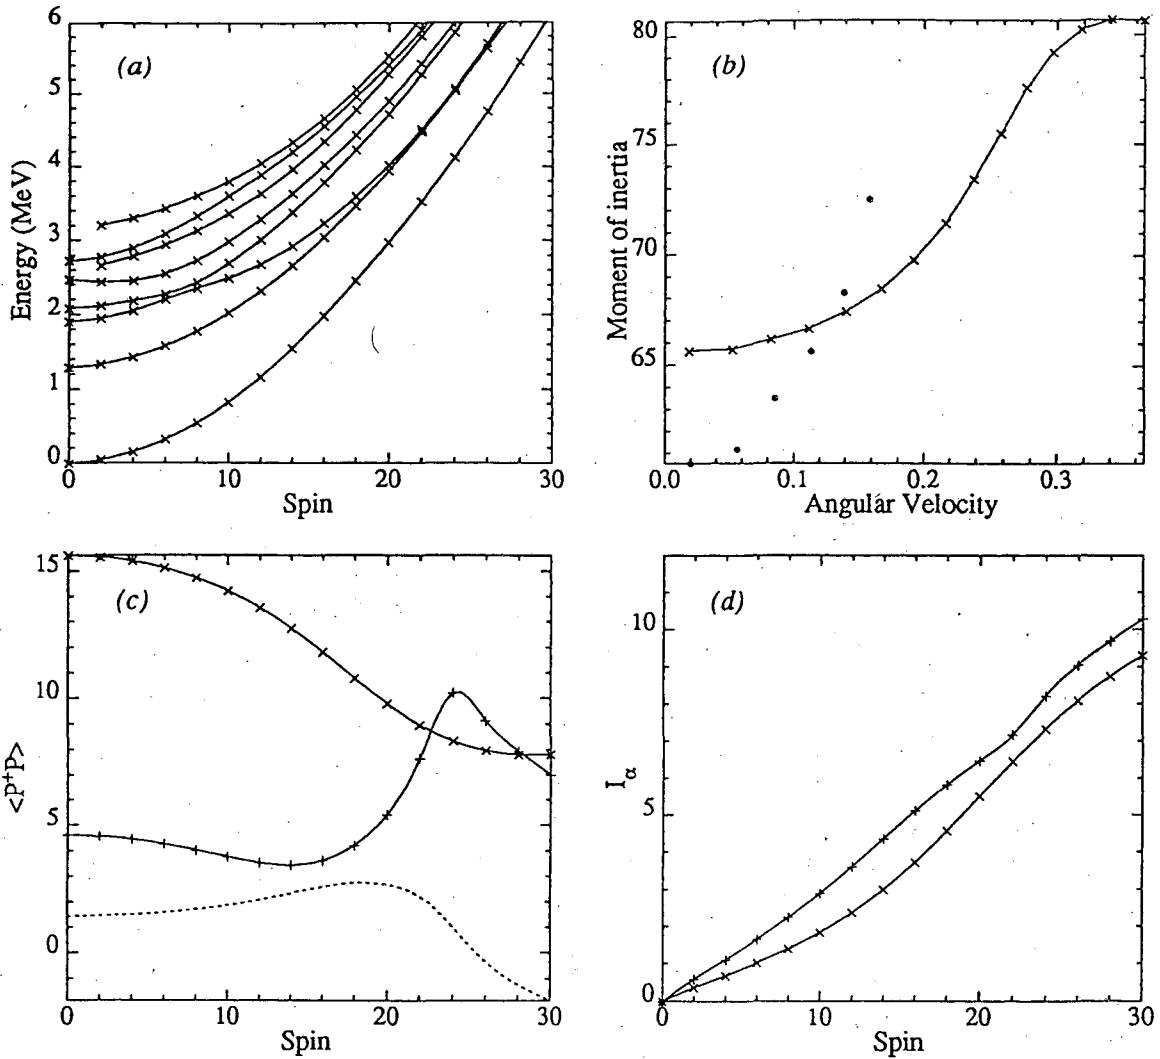 6
5
4
3
2
1
0
Energy (MeV)
(a)
0 10 20 30
Spin
80
75
70
65
Moment of inertia
(b)
0.0 0.1 0.2 0.3
Angular Velocity
15
10
5
0
<P⁺P>
(c)
0 10 20 30
Spin
10
5
0
Iα
(d)
0 10 20 30
Spin